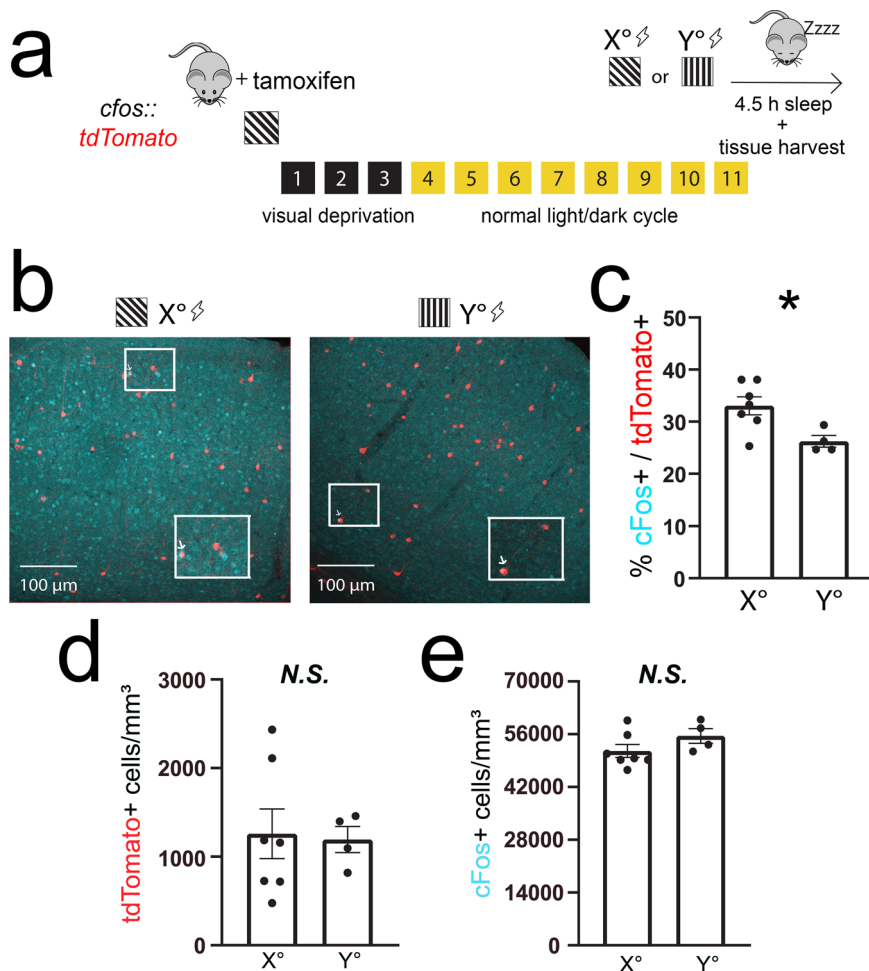 a
+ tamoxifen
cfos::
tdTomato
X° or Y°
Zzzz
4.5 h sleep
+
tissue harvest
1 2 3 4 5 6 7 8 9 10 11
visual deprivation normal light/dark cycle
b
X° Y°
100 µm 100 µm
c
*
% cFos+ / tdTomato+
50
40
30
20
10
0
X° Y°
d
N.S.
tdTomato+ cells/mm³
3000
2000
1000
0
X° Y°
e
N.S.
cFos+ cells/mm³
70000
56000
42000
28000
14000
0
X° Y°